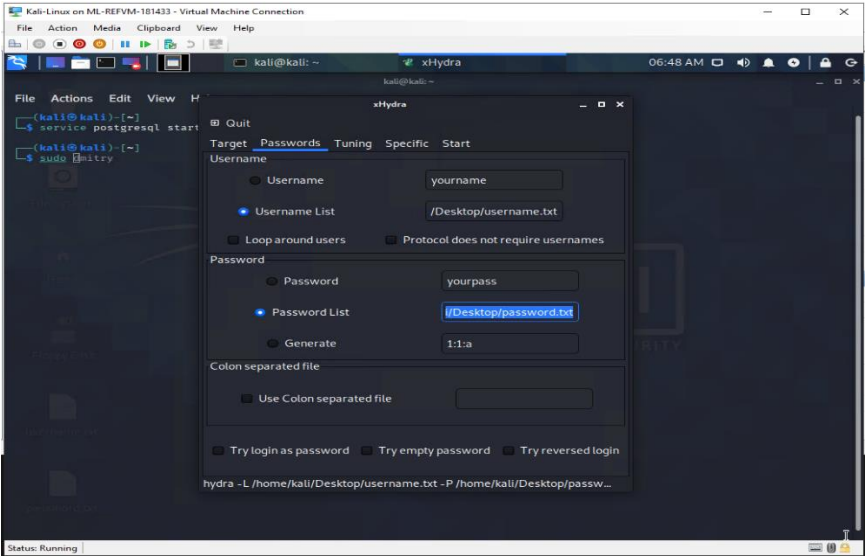 Kali-Linux on ML-REFVM-181433 - Virtual Machine Connection
File Action Media Clipboard View Help
kali@kali: ~
xHydra
06:48 AM
kali@kali: ~
File Actions Edit View H
(kali㉿kali)-[~]
$ service postgresql start
(kali㉿kali)-[~]
$ sudo dmitry
xHydra
Quit
Target Passwords Tuning Specific Start
Username
Username yourname
Username List /Desktop/username.txt
Loop around users Protocol does not require usernames
Password
Password yourpass
Password List i/Desktop/password.txt
Generate 1:1:a
Colon separated file
Use Colon separated file
Try login as password Try empty password Try reversed login
hydra -L /home/kali/Desktop/username.txt -P /home/kali/Desktop/passw...
Status: Running